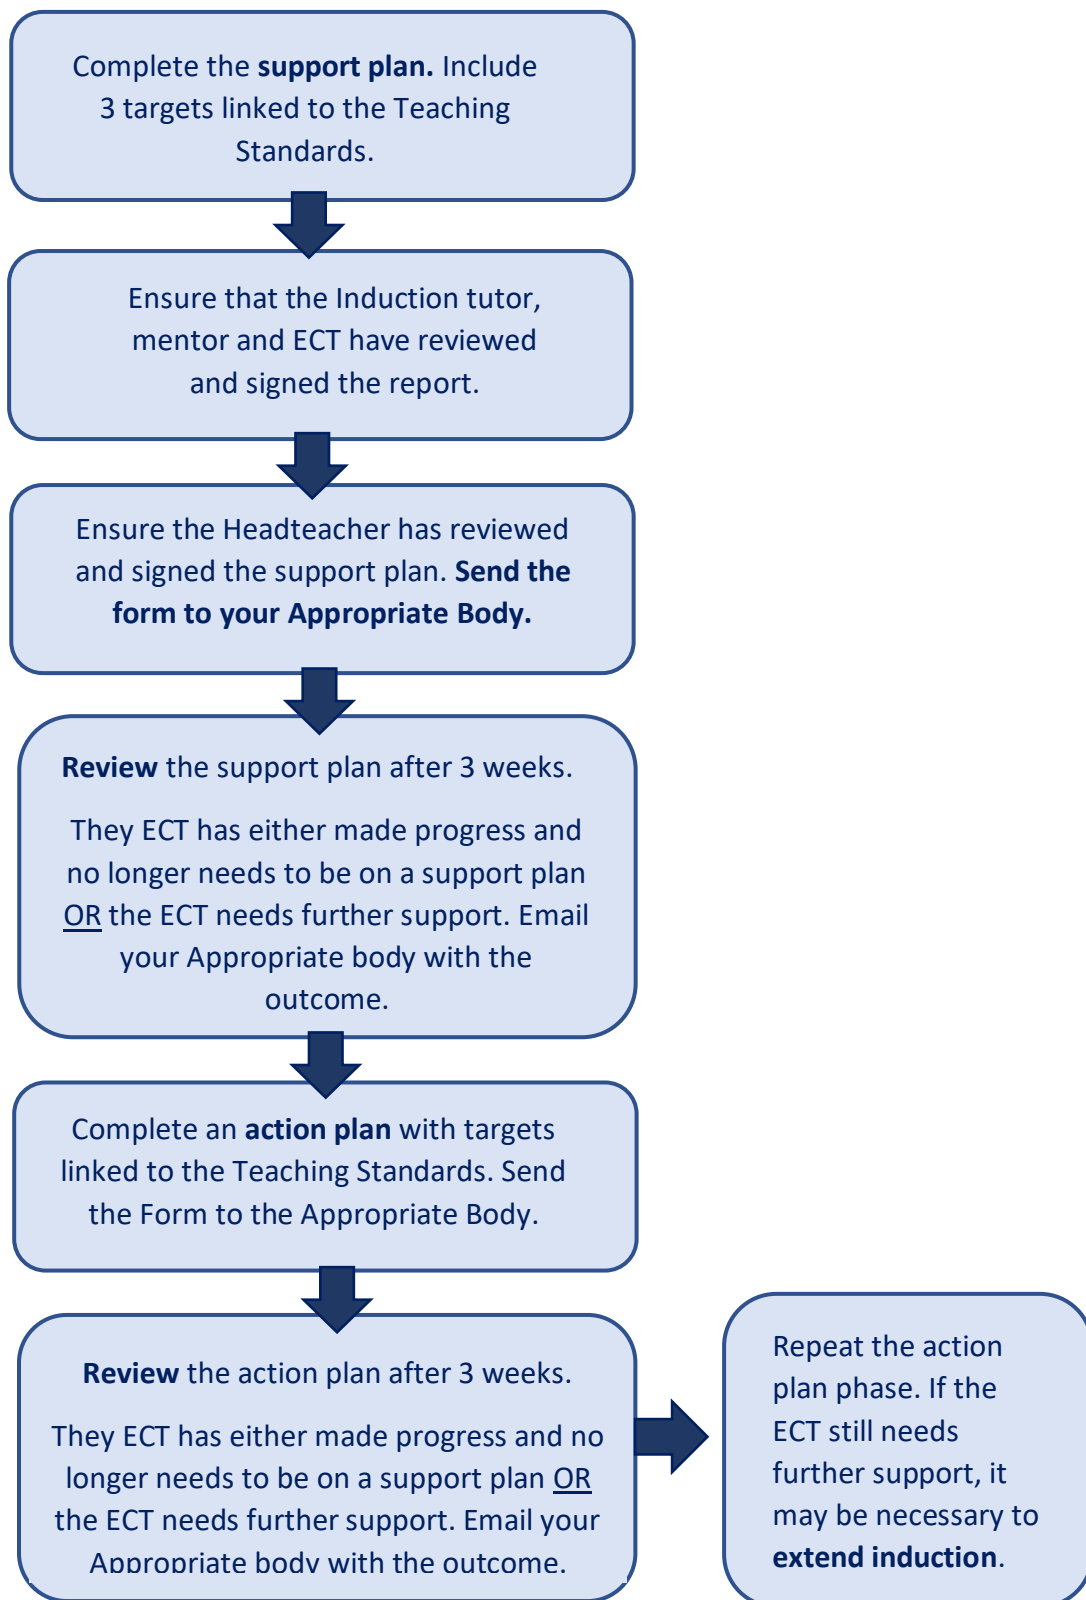 Complete the support plan. Include
3 targets linked to the Teaching
Standards.
Ensure that the Induction tutor,
mentor and ECT have reviewed
and signed the report.
Ensure the Headteacher has reviewed
and signed the support plan. Send the
form to your Appropriate Body.
Review the support plan after 3 weeks.
They ECT has either made progress and
no longer needs to be on a support plan
OR the ECT needs further support. Email
your Appropriate body with the
outcome.
Complete an action plan with targets
linked to the Teaching Standards. Send
the Form to the Appropriate Body.
Review the action plan after 3 weeks.
They ECT has either made progress and no
longer needs to be on a support plan OR
the ECT needs further support. Email your
Appropriate body with the outcome.
Repeat the action
plan phase. If the
ECT still needs
further support, it
may be necessary to
extend induction.